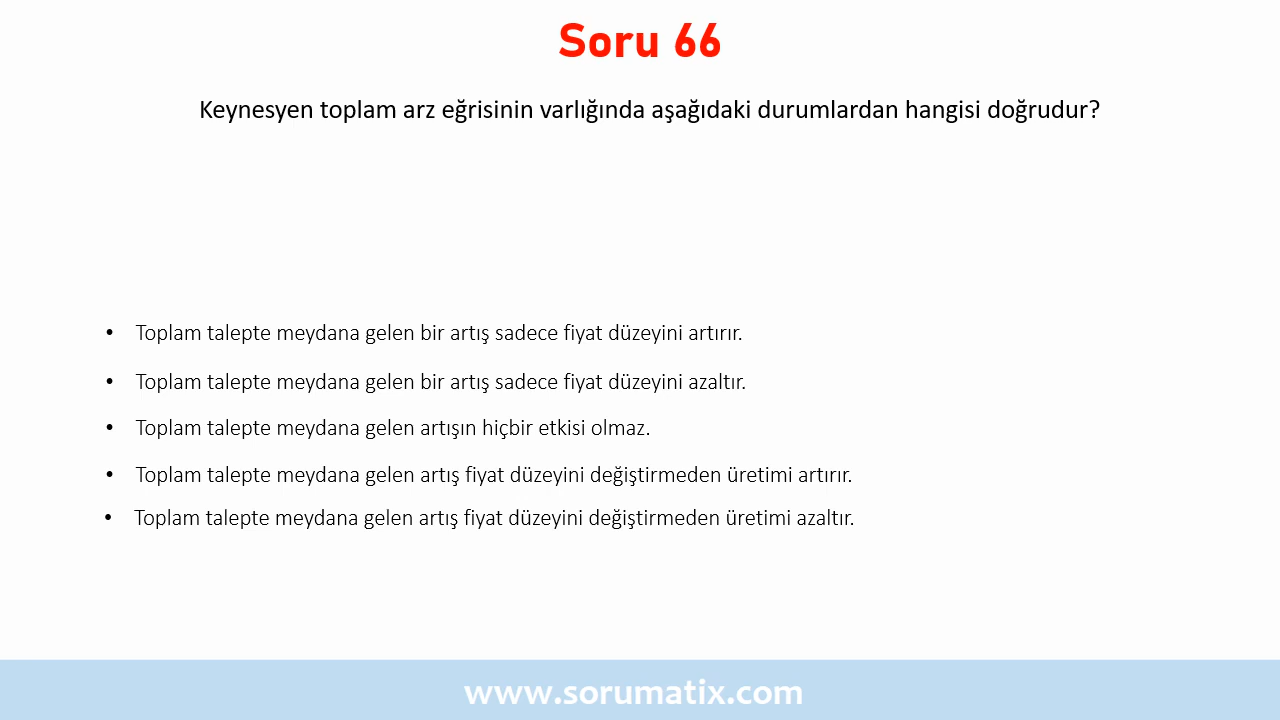 Soru 66
Keynesyen toplam arz eğrisinin varlığında aşağıdaki durumlardan hangisi doğrudur?
• Toplam talepte meydana gelen bir artış sadece fiyat düzeyini artırır.
• Toplam talepte meydana gelen bir artış sadece fiyat düzeyini azaltır.
• Toplam talepte meydana gelen artışın hiçbir etkisi olmaz.
• Toplam talepte meydana gelen artış fiyat düzeyini değiştirmeden üretimi artırır.
• Toplam talepte meydana gelen artış fiyat düzeyini değiştirmeden üretimi azaltır.
www.sorumatix.com